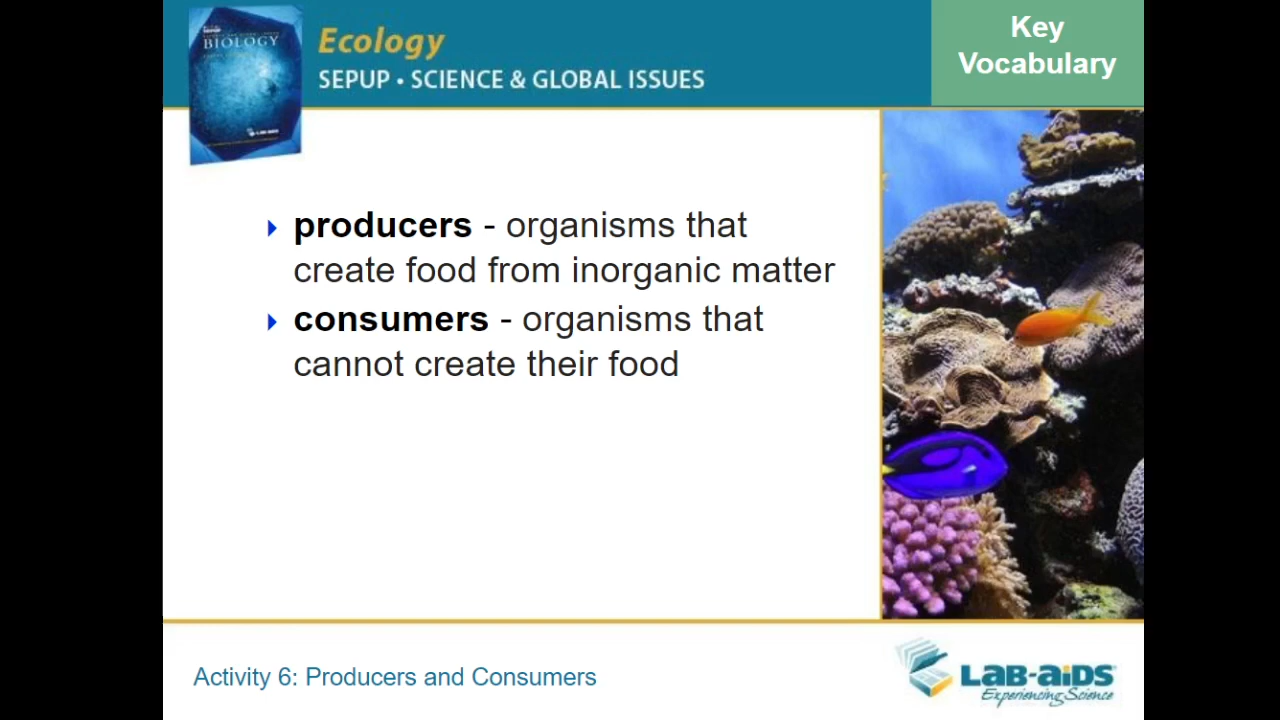 BIOLOGY
Ecology
SEPUP • SCIENCE & GLOBAL ISSUES
Key
Vocabulary
producers - organisms that
create food from inorganic matter
consumers - organisms that
cannot create their food
Activity 6: Producers and Consumers
LAB-AIDS
Experiencing Science